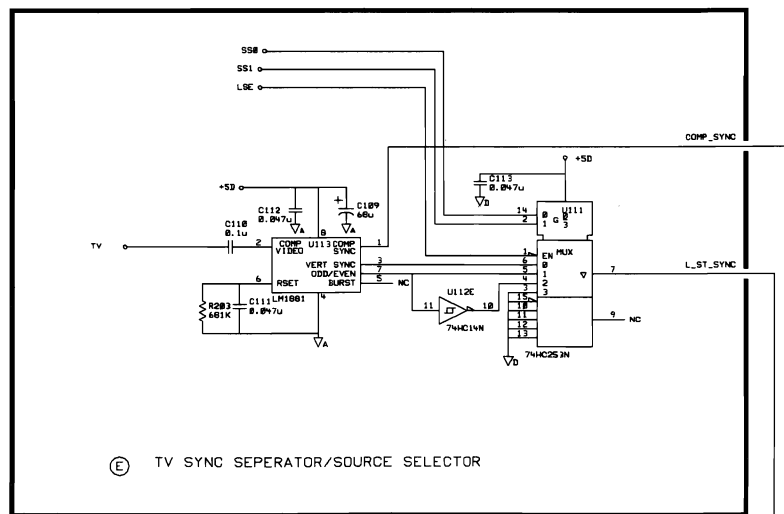 SS0
SS1
LSE
COMP_SYNC
+5D
C113
0.047u
D
+5D
C112
0.047u
A
+
C109
68u
A
14
2
0
1
G
0
3
U111
C110
0.1u
TV
2
8
COMP
VIDEO
U113
COMP
SYNC
1
VERT SYNC
3
ODD/EVEN
7
BURST
5
NC
6
RSET
LM1881
4
R203
681K
C111
0.047u
A
11
U112E
10
74HC14N
1
EN
MUX
6
0
5
1
4
2
3
3
15
10
11
12
13
7
L_ST_SYNC
9
NC
74HC253N
D
E TV SYNC SEPERATOR/SOURCE SELECTOR